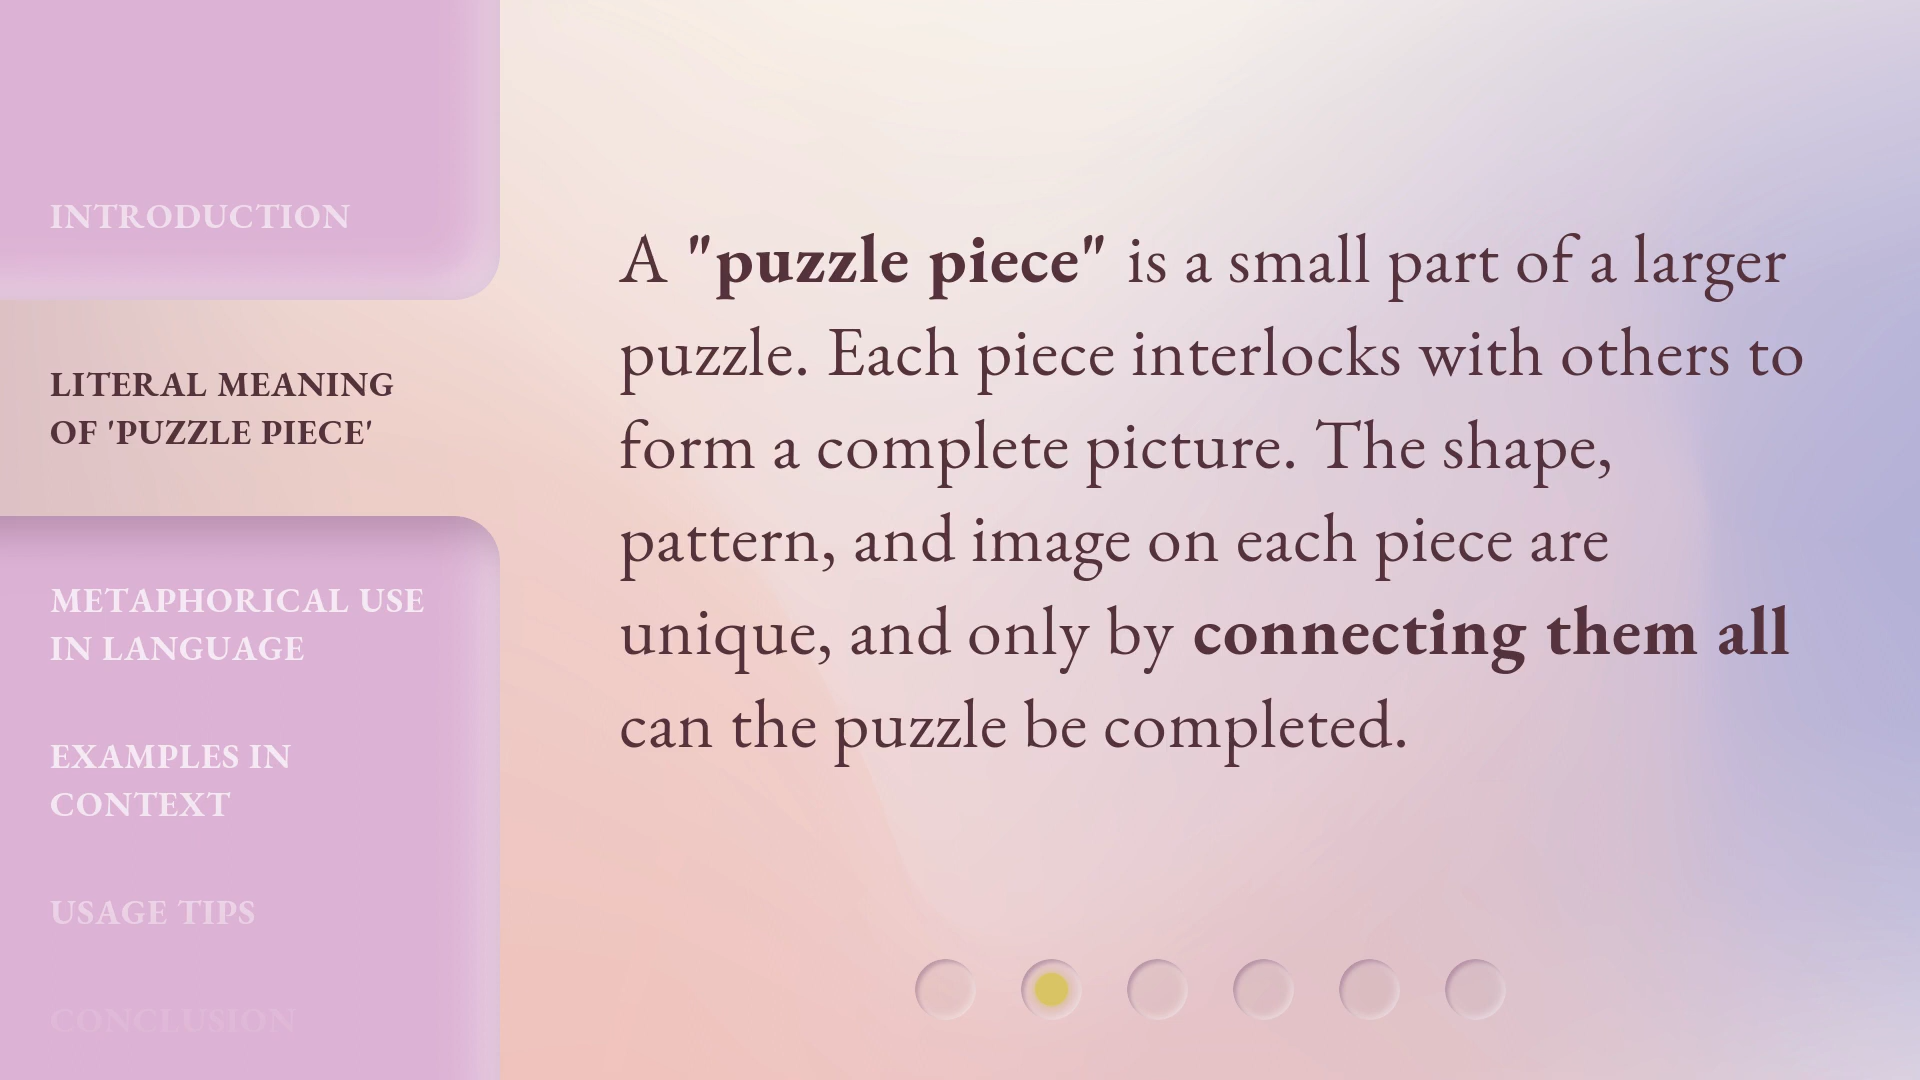 INTRODUCTION
LITERAL MEANING
OF 'PUZZLE PIECE'
METAPHORICAL USE
IN LANGUAGE
EXAMPLES IN
CONTEXT
USAGE TIPS
CONCLUSION
A "puzzle piece" is a small part of a larger
puzzle. Each piece interlocks with others to
form a complete picture. The shape,
pattern, and image on each piece are
unique, and only by connecting them all
can the puzzle be completed.